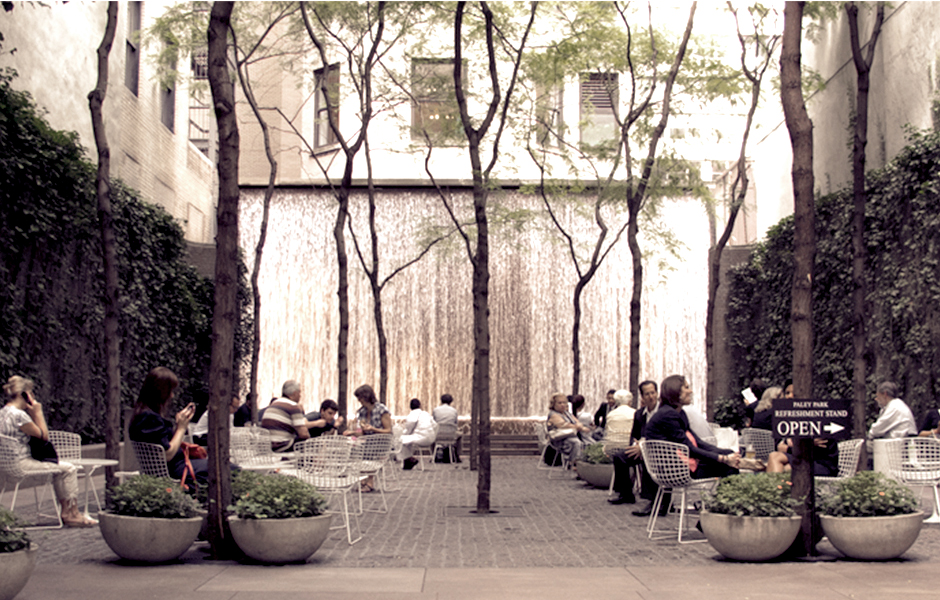 PALEY PARK
REFRESHMENT STAND
OPEN →